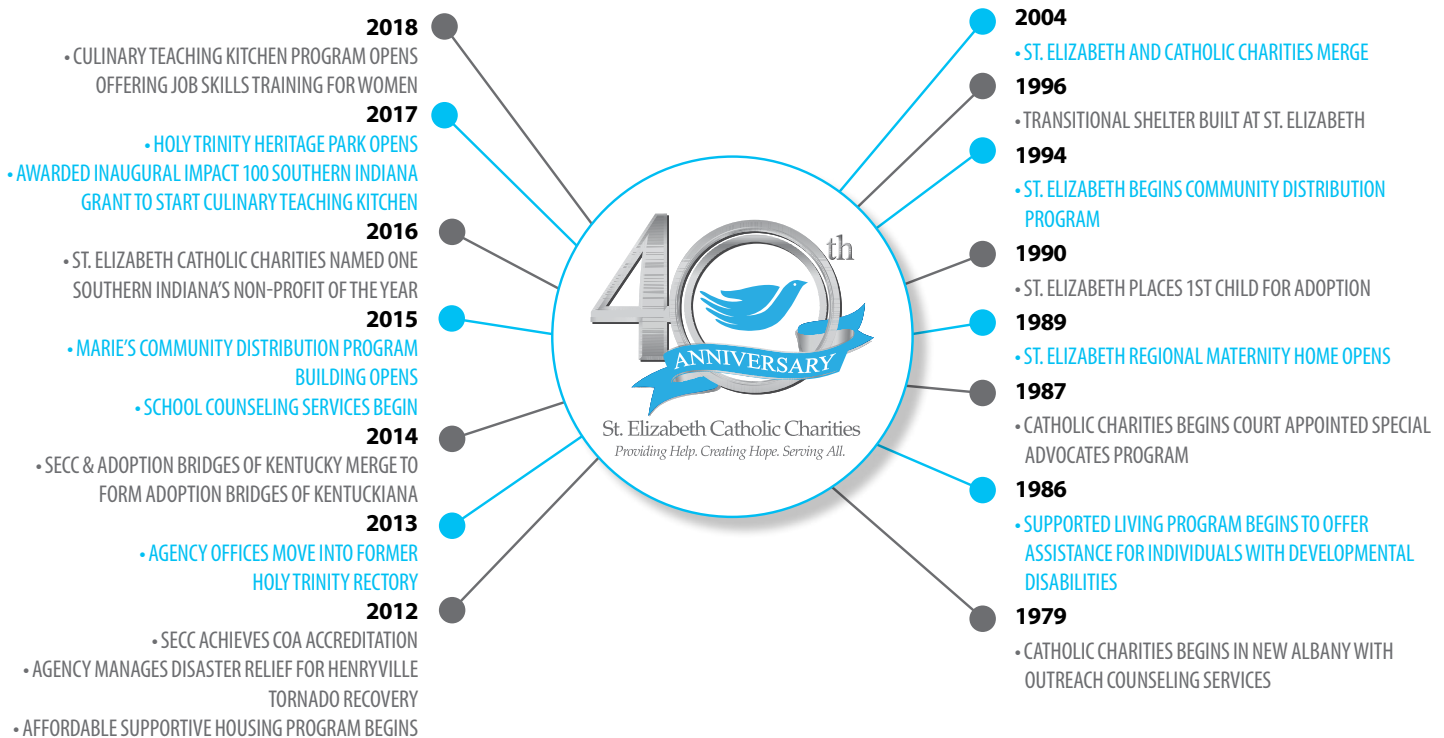 2018
• CULINARY TEACHING KITCHEN PROGRAM OPENS
OFFERING JOB SKILLS TRAINING FOR WOMEN
2017
• HOLY TRINITY HERITAGE PARK OPENS
• AWARDED INAUGURAL IMPACT 100 SOUTHERN INDIANA
GRANT TO START CULINARY TEACHING KITCHEN
2016
• ST. ELIZABETH CATHOLIC CHARITIES NAMED ONE
SOUTHERN INDIANA'S NON-PROFIT OF THE YEAR
2015
• MARIE'S COMMUNITY DISTRIBUTION PROGRAM
BUILDING OPENS
• SCHOOL COUNSELING SERVICES BEGIN
2014
• SECC & ADOPTION BRIDGES OF KENTUCKY MERGE TO
FORM ADOPTION BRIDGES OF KENTUCKIANA
2013
• AGENCY OFFICES MOVE INTO FORMER
HOLY TRINITY RECTORY
2012
• SECC ACHIEVES COA ACCREDITATION
• AGENCY MANAGES DISASTER RELIEF FOR HENRYVILLE
TORNADO RECOVERY
• AFFORDABLE SUPPORTIVE HOUSING PROGRAM BEGINS
40th
ANNIVERSARY
St. Elizabeth Catholic Charities
Providing Help. Creating Hope. Serving All.
2004
• ST. ELIZABETH AND CATHOLIC CHARITIES MERGE
1996
• TRANSITIONAL SHELTER BUILT AT ST. ELIZABETH
1994
• ST. ELIZABETH BEGINS COMMUNITY DISTRIBUTION
PROGRAM
1990
• ST. ELIZABETH PLACES 1ST CHILD FOR ADOPTION
1989
• ST. ELIZABETH REGIONAL MATERNITY HOME OPENS
1987
• CATHOLIC CHARITIES BEGINS COURT APPOINTED SPECIAL
ADVOCATES PROGRAM
1986
• SUPPORTED LIVING PROGRAM BEGINS TO OFFER
ASSISTANCE FOR INDIVIDUALS WITH DEVELOPMENTAL
DISABILITIES
1979
• CATHOLIC CHARITIES BEGINS IN NEW ALBANY WITH
OUTREACH COUNSELING SERVICES